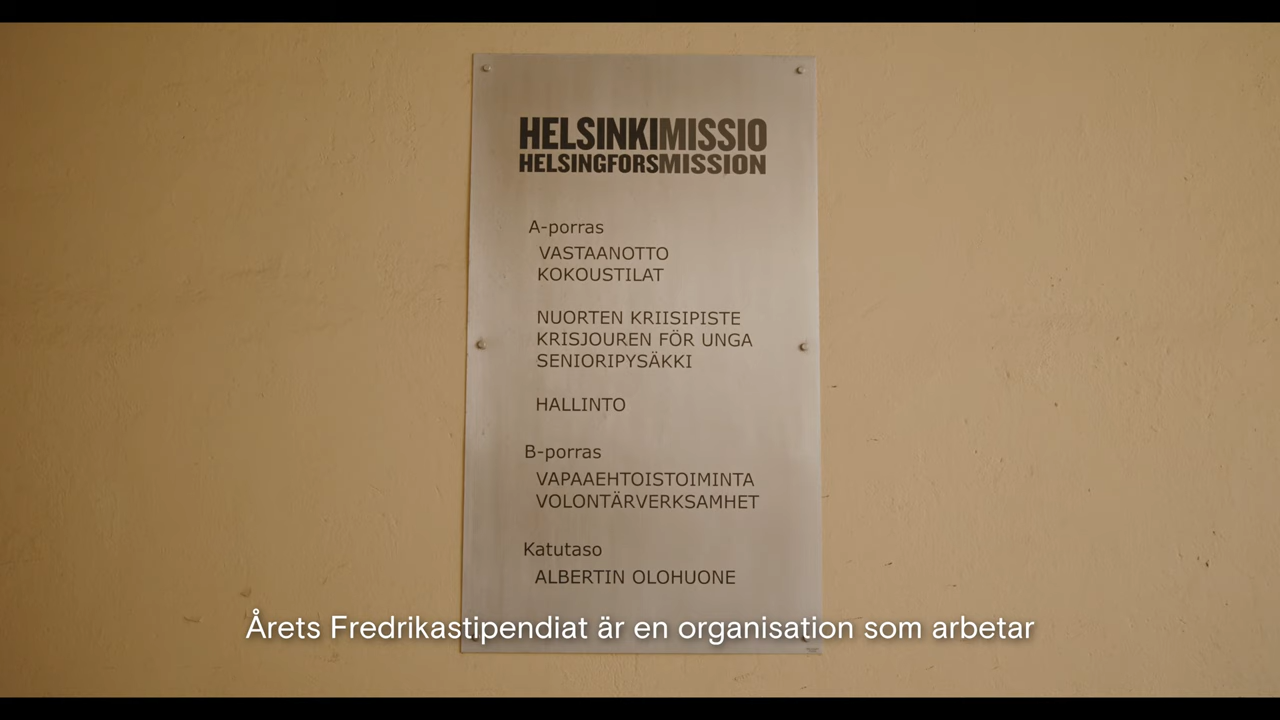 HELSINKIMISSIO
HELSINGFORSMISSION
A-porras
VASTAANOTTO
KOKOUSTILAT
NUORTEN KRIISIPISTE
KRISJOUREN FÖR UNGA
SENIORIPYSÄKKI
HALLINTO
B-porras
VAPAAEHTOISTOIMINTA
VOLONTÄRVERKSAMHET
Katutaso
ALBERTIN OLOHUONE
Årets Fredrikastipendiat är en organisation som arbetar